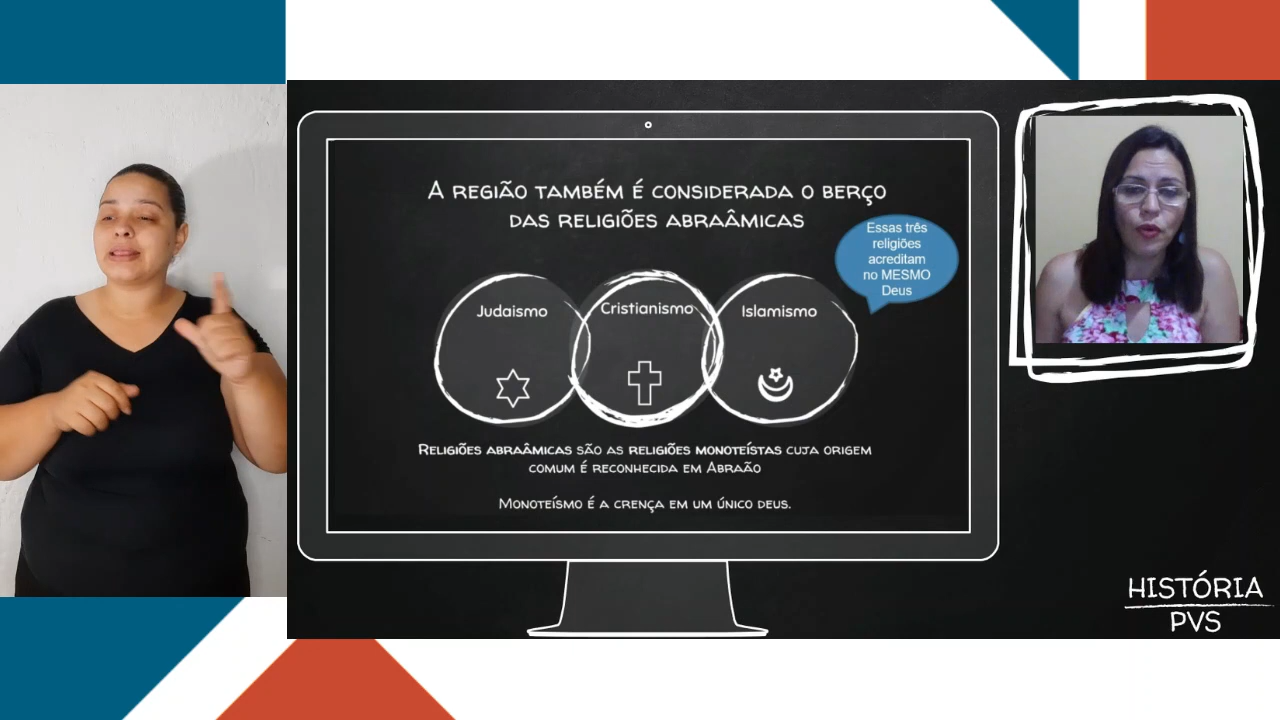 A REGIÃO TAMBÉM É CONSIDERADA O BERÇO
DAS RELIGIÕES ABRAÂMICAS
Essas três
religiões
acreditam
no MESMO
Deus
Judaismo
Cristianismo
Islamismo
RELIGIÕES ABRAÂMICAS SÃO AS RELIGIÕES MONOTEÍSTAS CUJA ORIGEM
COMUM É RECONHECIDA EM ABRAÃO
MONOTEÍSMO É A CRENÇA EM UM ÚNICO DEUS.
HISTÓRIA
PVS